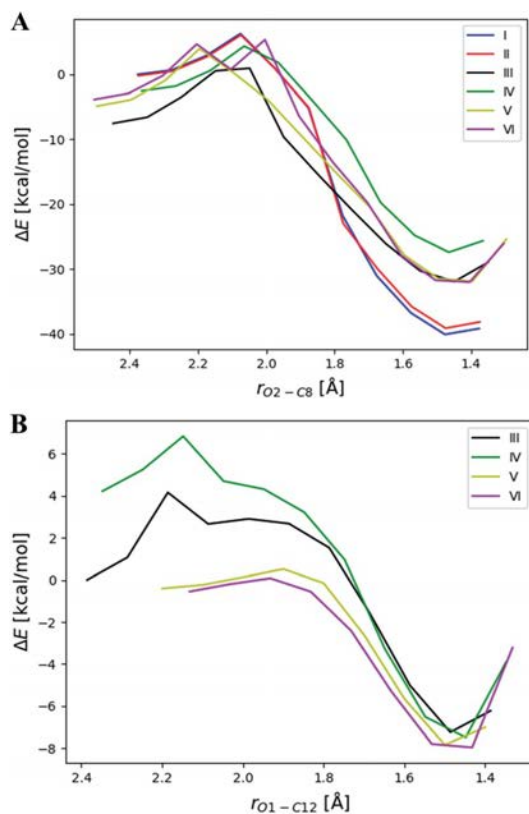 A
I
II
III
IV
V
VI
0
−10
−20
−30
−40
ΔE [kcal/mol]
2.4 2.2 2.0 1.8 1.6 1.4
rO2−C8 [Å]
B
III
IV
V
VI
6
4
2
0
−2
−4
−6
−8
ΔE [kcal/mol]
2.4 2.2 2.0 1.8 1.6 1.4
rO1−C12 [Å]